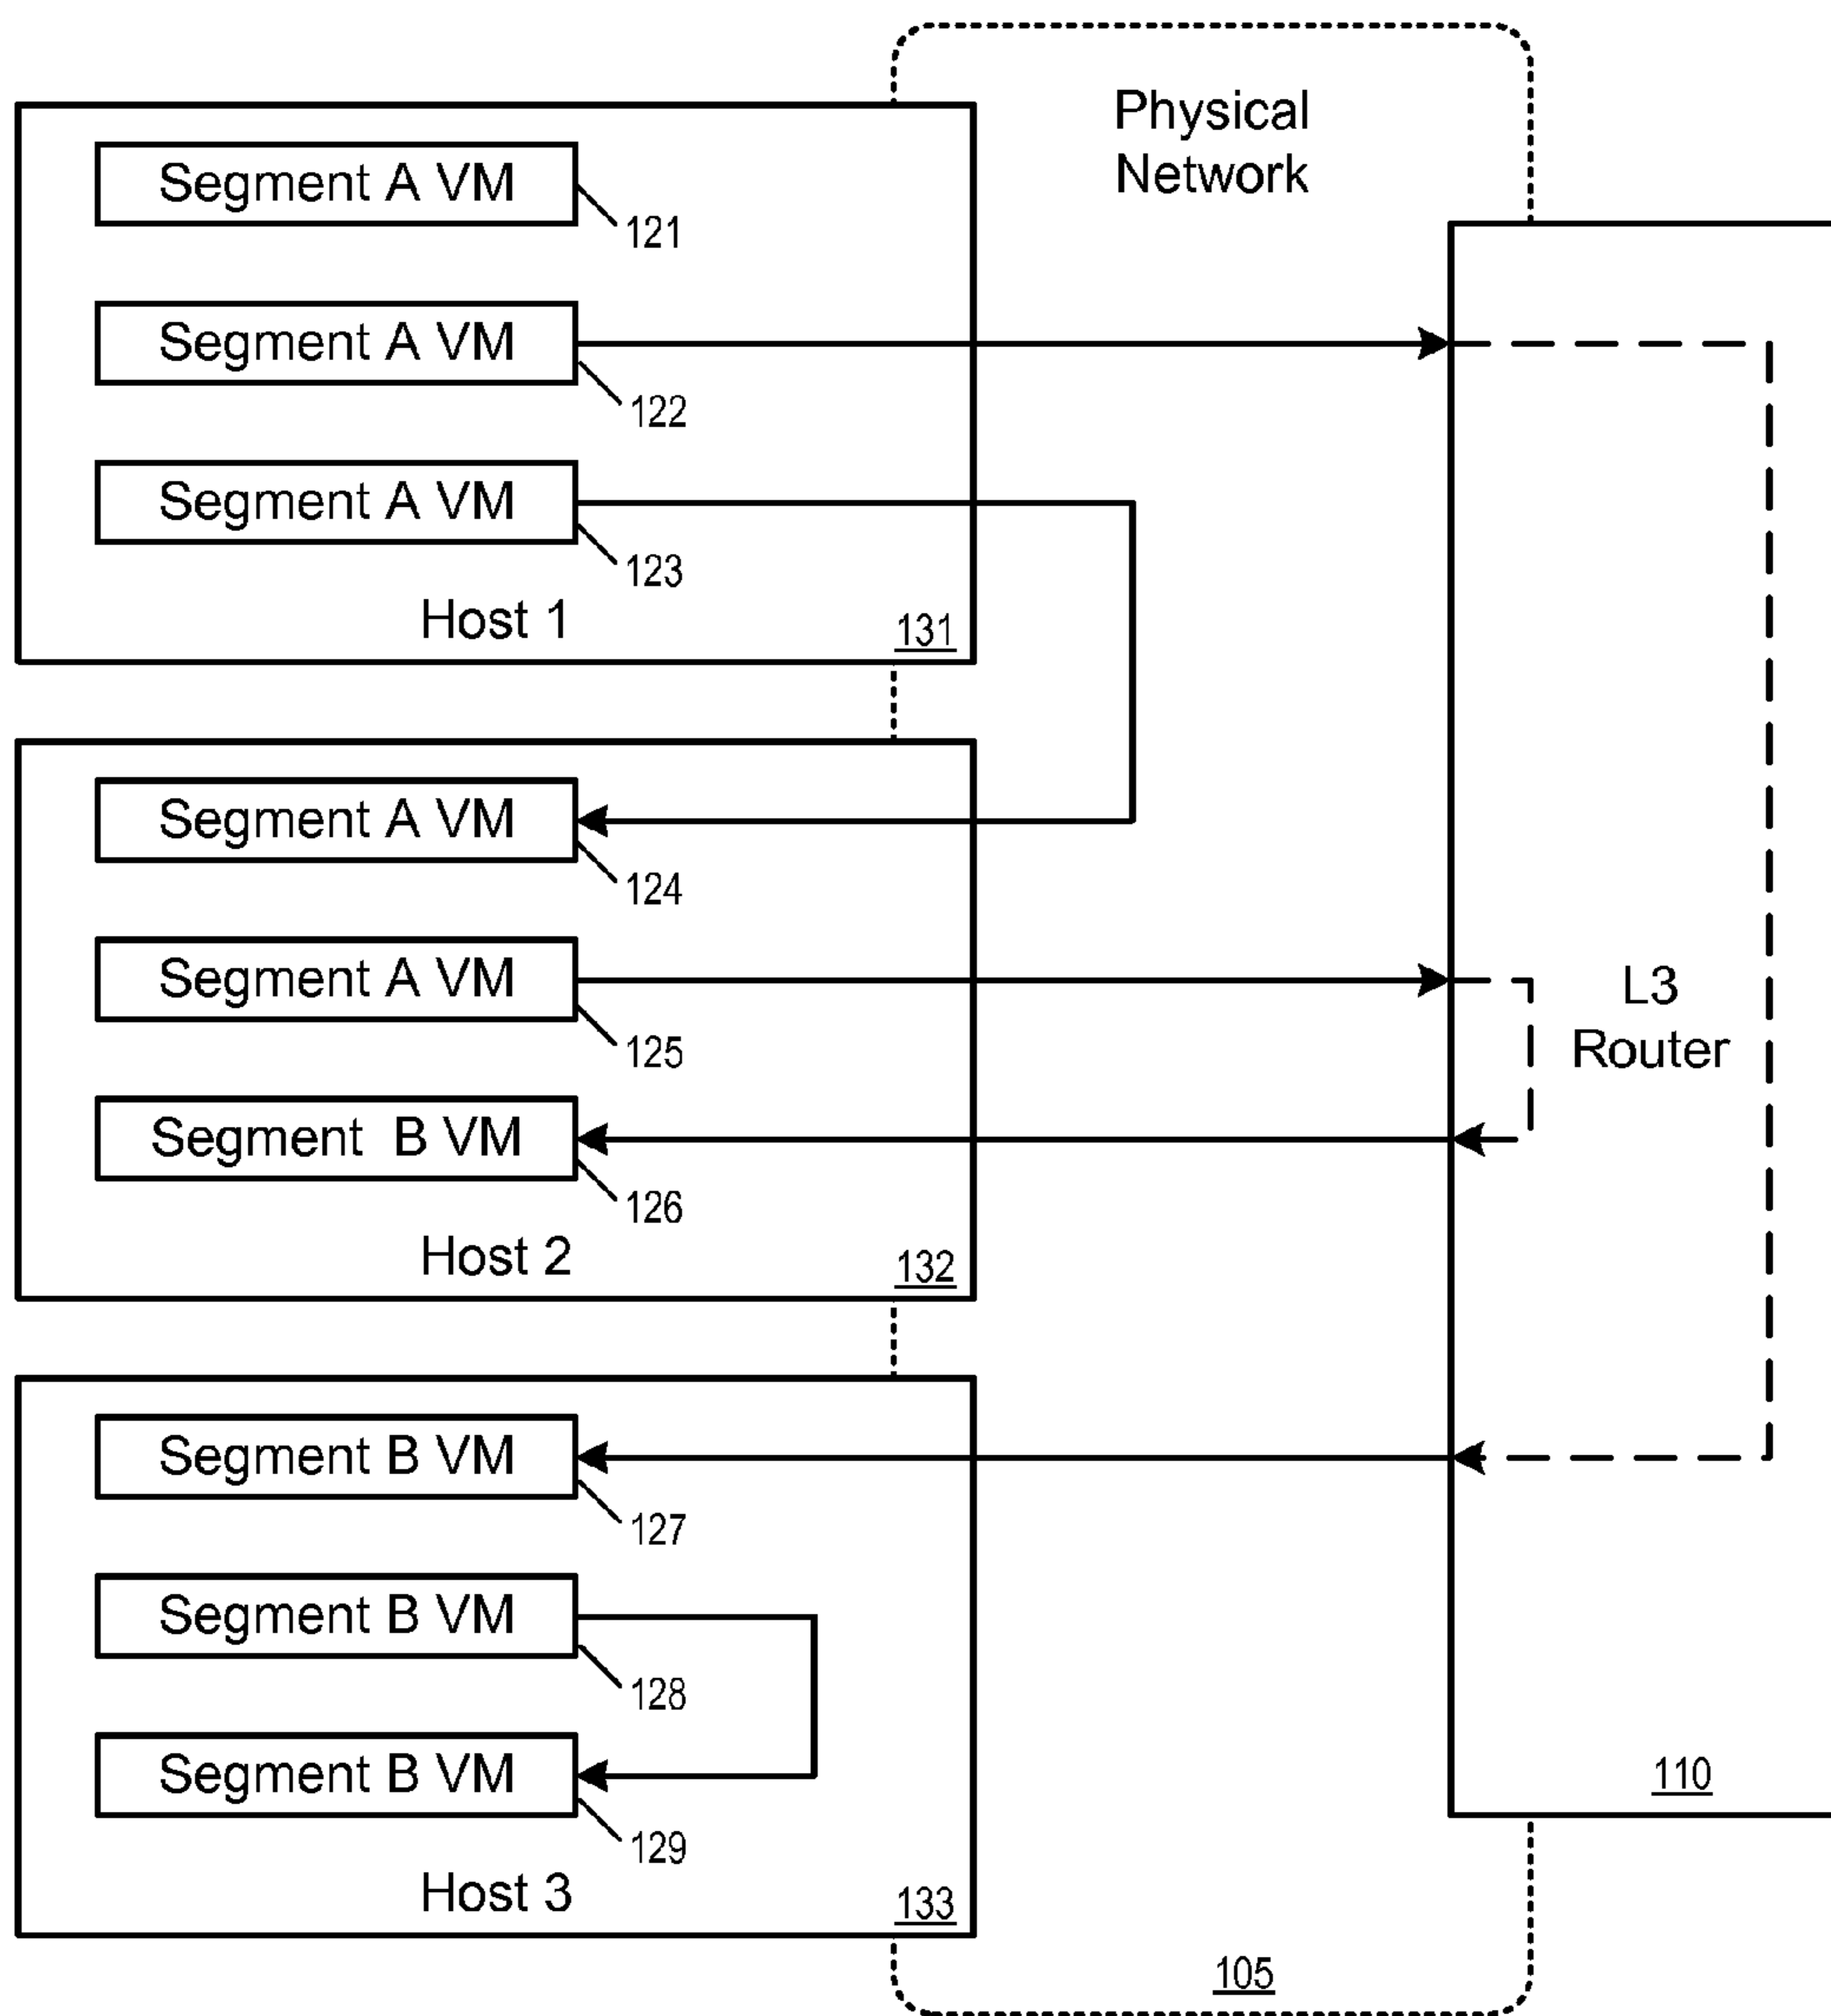 Physical
Network
Segment A VM
121
Segment A VM
122
Segment A VM
123
Host 1
131
Segment A VM
124
Segment A VM
125
L3
Router
Segment  B VM
126
Host 2
132
Segment B VM
127
Segment B VM
128
Segment B VM
129
Host 3
133
110
105